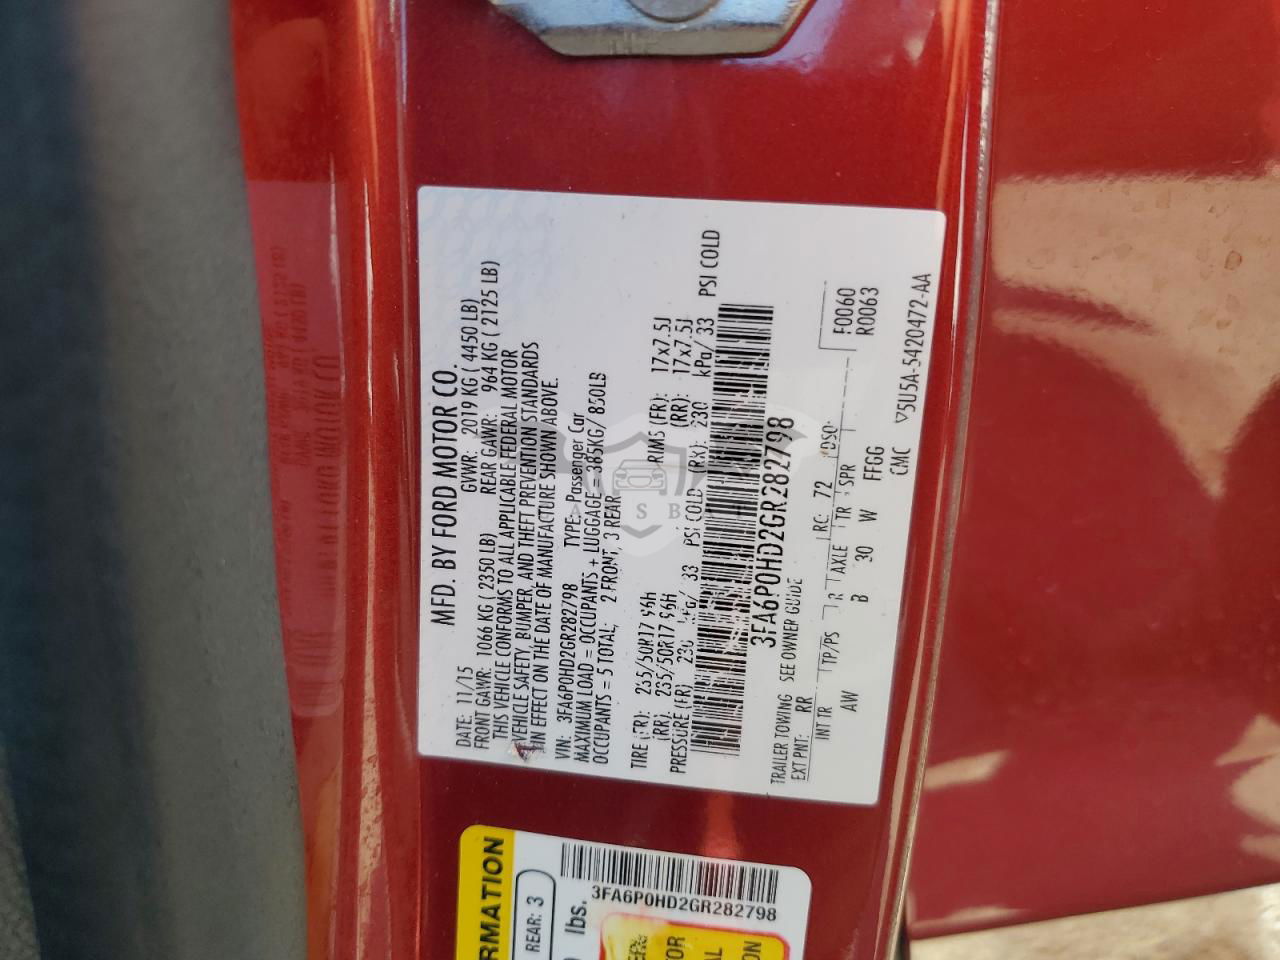 MFD. BY FORD MOTOR CO.
DATE: 11/15 GVWR: 2019 KG ( 4450 LB)
FRONT GAWR: 1066 KG (2350 LB) REAR GAWR: 964 KG ( 2125 LB)
THIS VEHICLE CONFORMS TO ALL APPLICABLE FEDERAL MOTOR
VEHICLE SAFETY, BUMPER, AND THEFT PREVENTION STANDARDS
IN EFFECT ON THE DATE OF MANUFACTURE SHOWN ABOVE.
VIN: 3FA6P0HD2GR282798 TYPE: Passenger Car
MAXIMUM LOAD = OCCUPANTS + LUGGAGE = 385KG/ 850LB
OCCUPANTS = 5 TOTAL; 2 FRONT, 3 REAR
TIRE (FR): 235/50R17 96H RIMS (FR): 17x7.5J
(RR): 235/50R17 96H (RR): 17x7.5J
PRESSURE (FR) 230 kPa/ 33 PSI COLD (RR): 230 kPa/ 33 PSI COLD
3FA6P0HD2GR282798
TRAILER TOWING SEE OWNER GUIDE
EXT PNT: RR RC: 72 DSO: F0060
R0063
INT TR TP/PS R AXLE TR SPR
AW B 30 W FFGG
CMC ▽5U5A-5420472-AA
RMATION
REAR: 3
lbs.
3FA6P0HD2GR282798
TOR
AL
ON